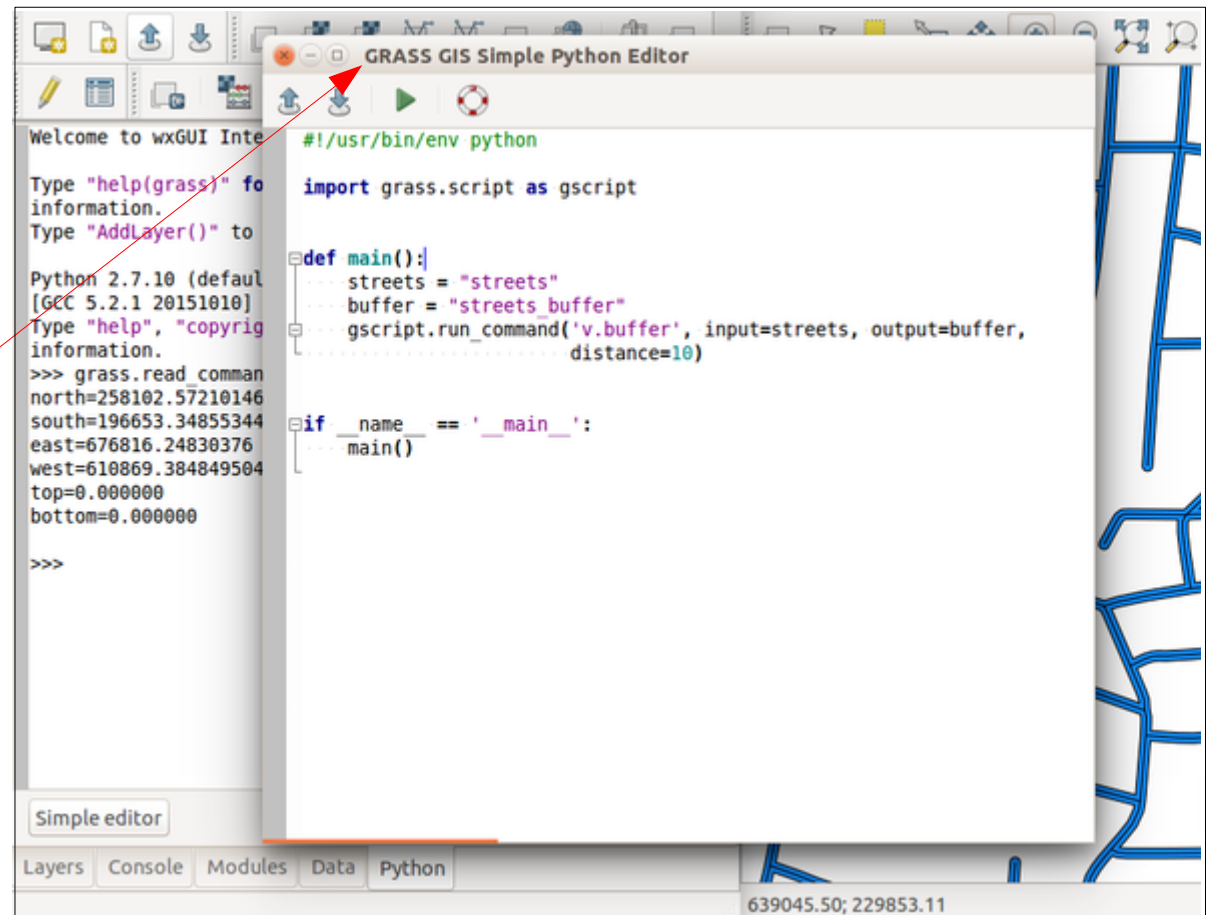 GRASS GIS Simple Python Editor
Welcome to wxGUI Inte
Type "help(grass)" fo
information.
Type "AddLayer()" to
Python 2.7.10 (defaul
[GCC 5.2.1 20151010]
Type "help", "copyrig
information.
>>> grass.read_comman
north=258102.57210146
south=196653.34855344
east=676816.24830376
west=610869.384849504
top=0.000000
bottom=0.000000
>>>
#!/usr/bin/env python
import grass.script as gscript
def main():
    streets = "streets"
    buffer = "streets_buffer"
    gscript.run_command('v.buffer', input=streets, output=buffer,
                        distance=10)
if __name__ == '__main__':
    main()
Simple editor
Layers Console Modules Data Python
639045.50; 229853.11